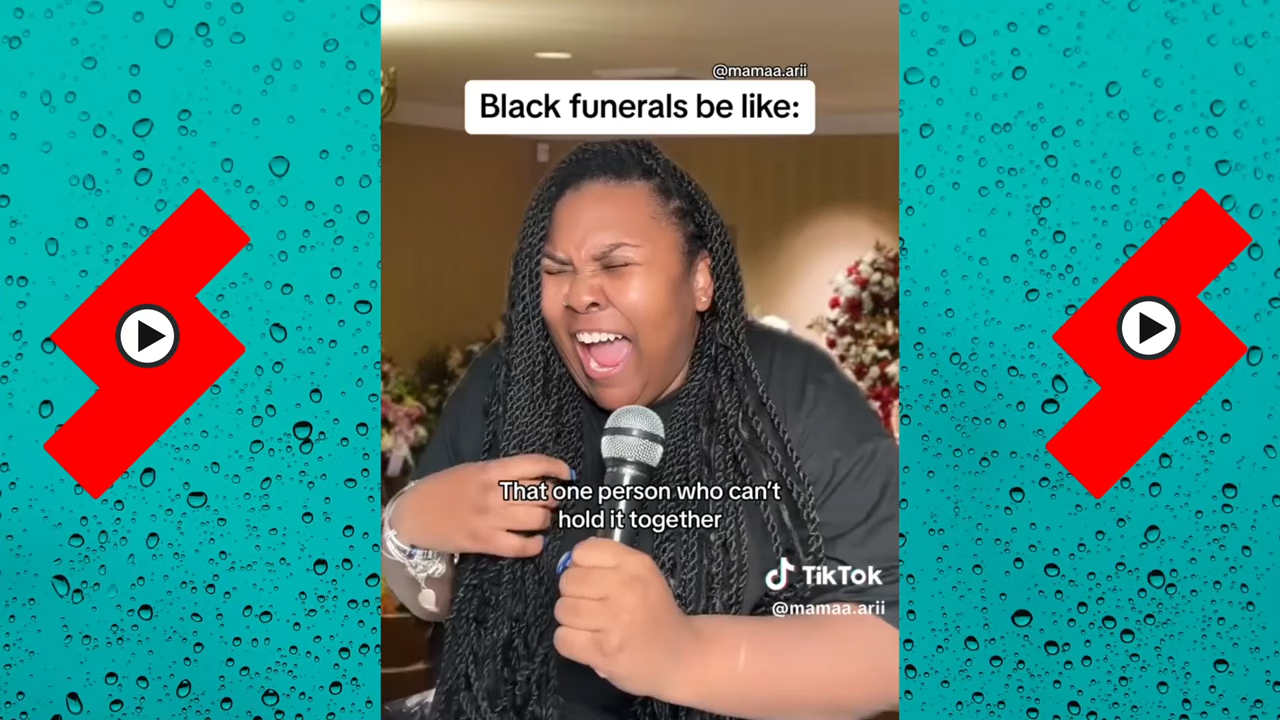 @mamaa.arii
Black funerals be like:
That one person who can't
hold it together
TikTok
@mamaa.arii